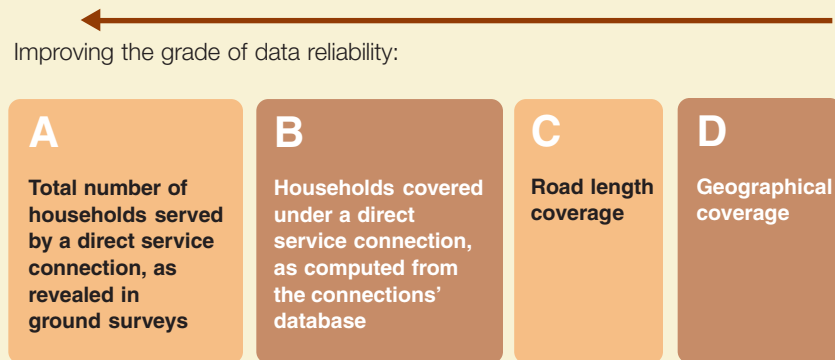 Improving the grade of data reliability:
A
Total number of
households served
by a direct service
connection, as
revealed in
ground surveys
B
Households covered
under a direct
service connection,
as computed from
the connections’
database
C
Road length
coverage
D
Geographical
coverage